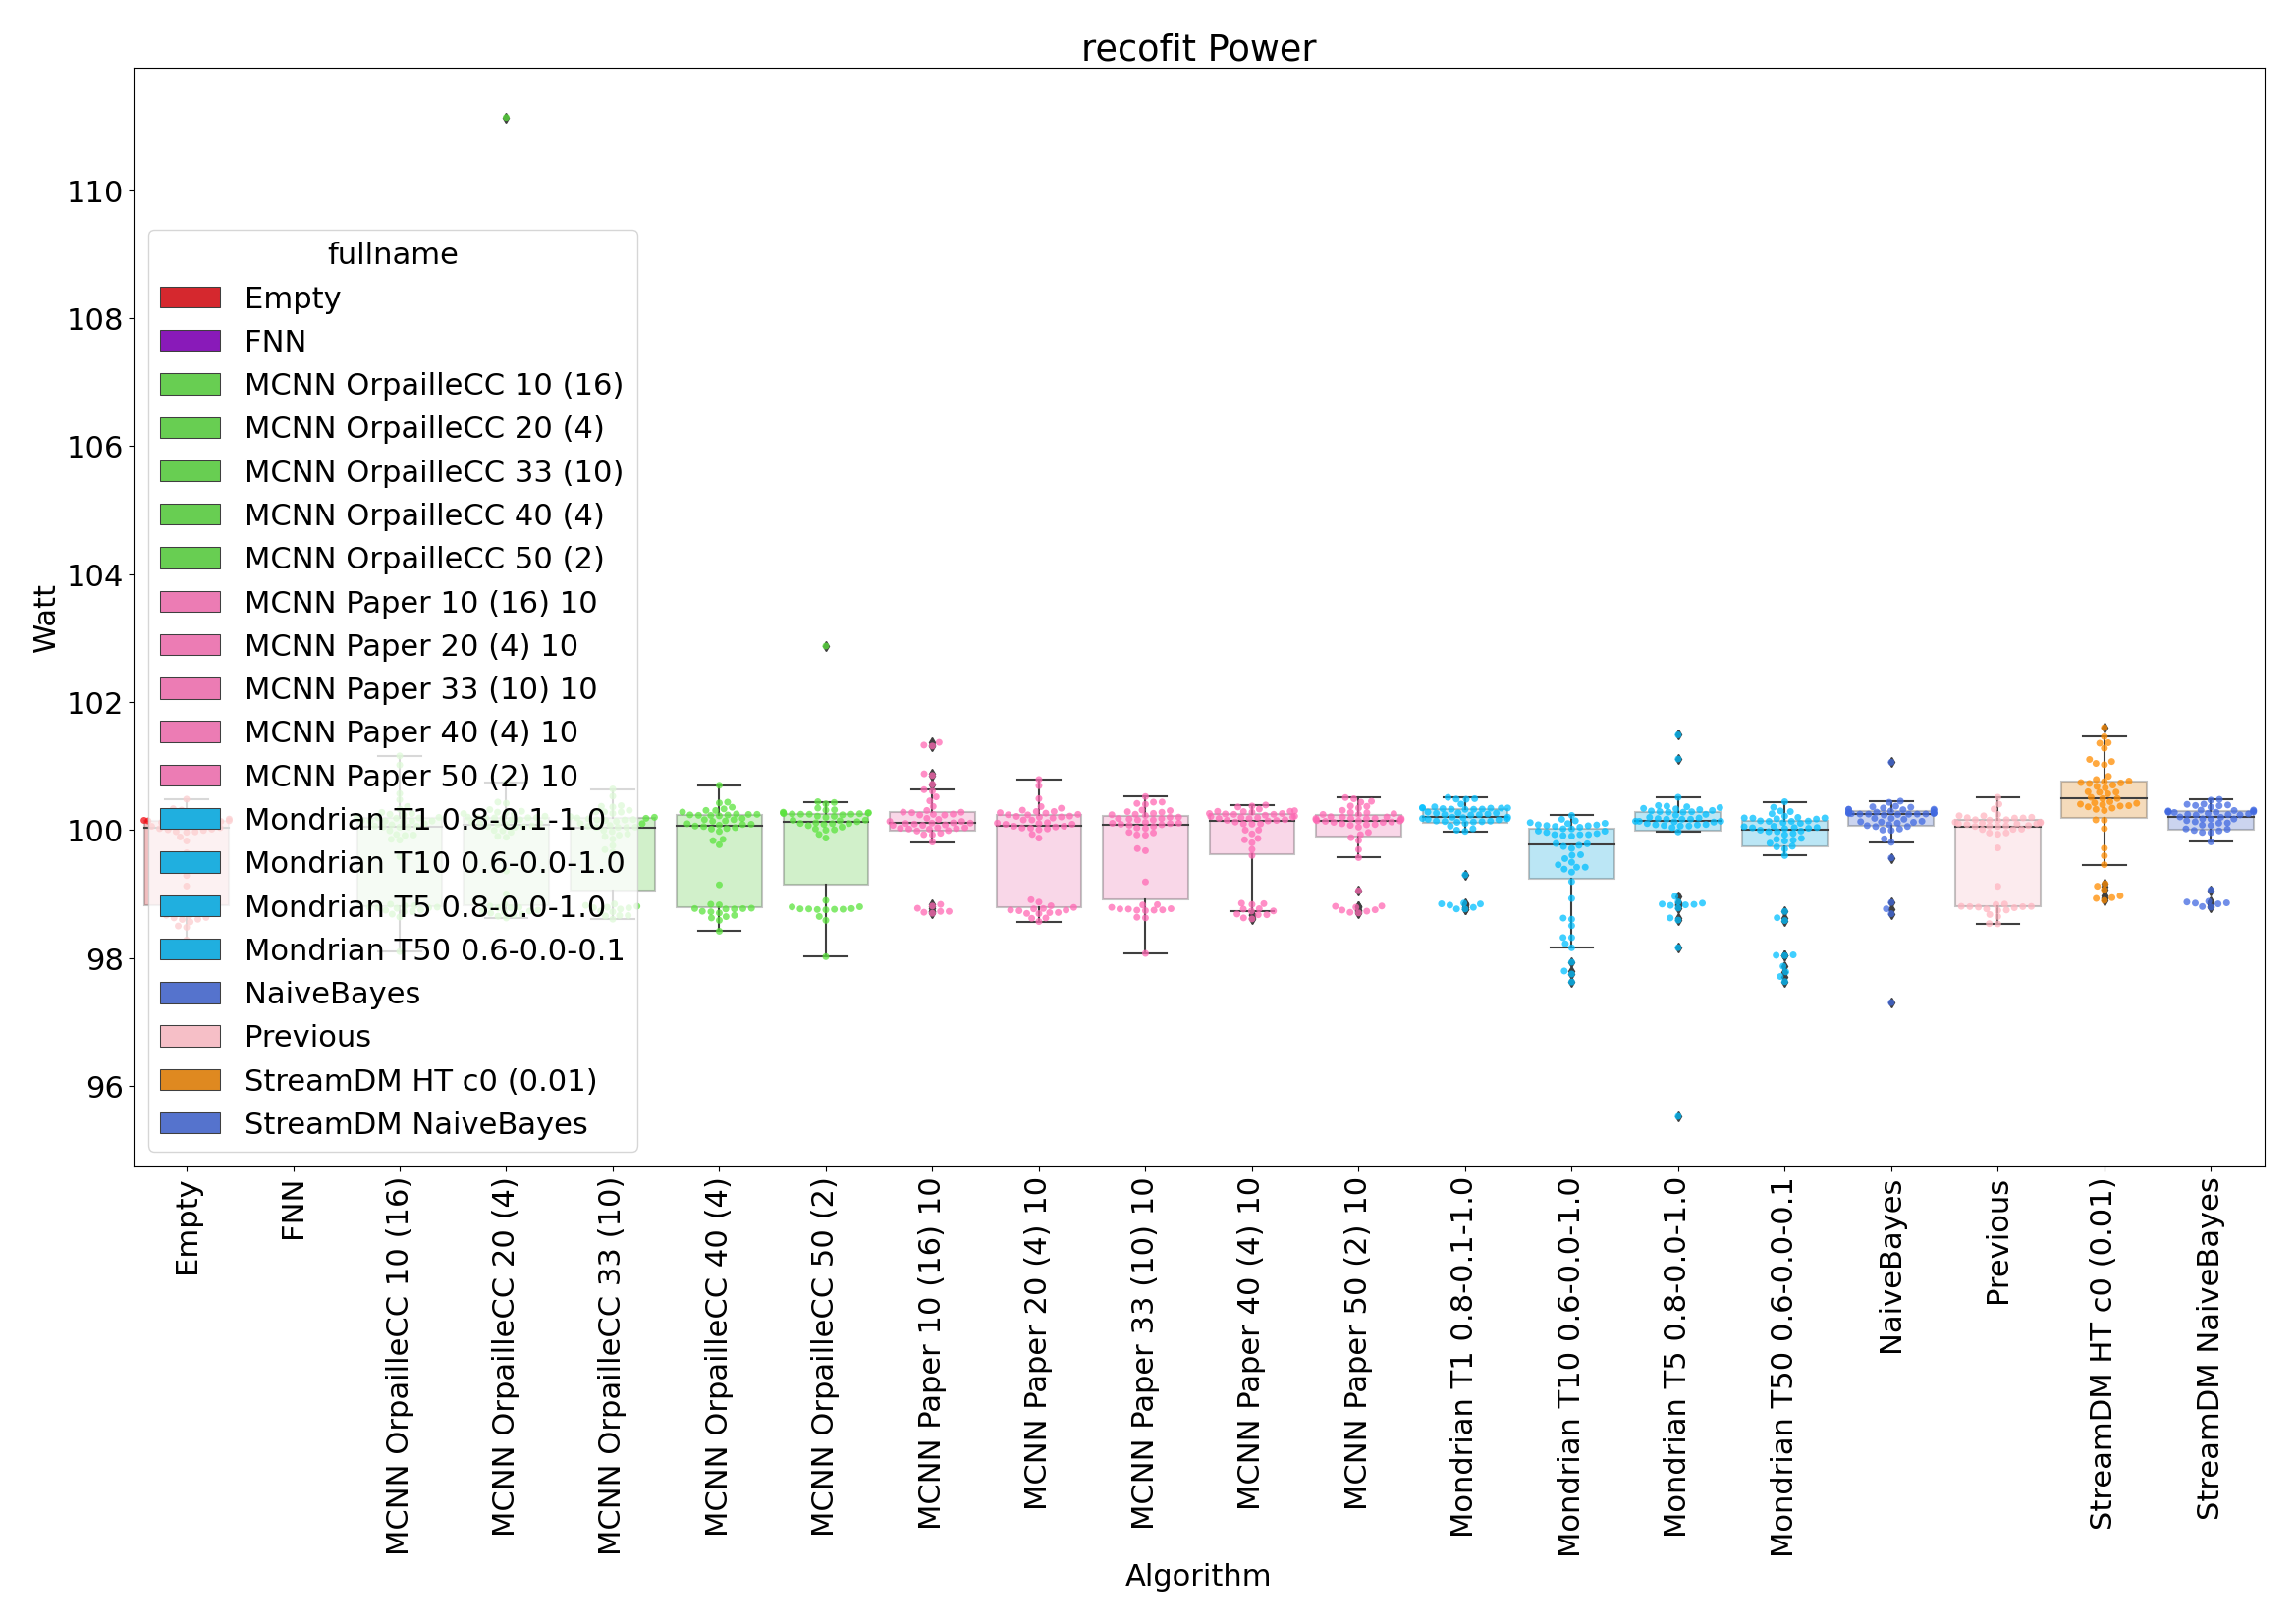 recofit Power
Watt
110
108
106
104
102
100
98
96
fullname
Empty
FNN
MCNN OrpailleCC 10 (16)
MCNN OrpailleCC 20 (4)
MCNN OrpailleCC 33 (10)
MCNN OrpailleCC 40 (4)
MCNN OrpailleCC 50 (2)
MCNN Paper 10 (16) 10
MCNN Paper 20 (4) 10
MCNN Paper 33 (10) 10
MCNN Paper 40 (4) 10
MCNN Paper 50 (2) 10
Mondrian T1 0.8-0.1-1.0
Mondrian T10 0.6-0.0-1.0
Mondrian T5 0.8-0.0-1.0
Mondrian T50 0.6-0.0-0.1
NaiveBayes
Previous
StreamDM HT c0 (0.01)
StreamDM NaiveBayes
Empty
FNN
MCNN OrpailleCC 10 (16)
MCNN OrpailleCC 20 (4)
MCNN OrpailleCC 33 (10)
MCNN OrpailleCC 40 (4)
MCNN OrpailleCC 50 (2)
MCNN Paper 10 (16) 10
MCNN Paper 20 (4) 10
MCNN Paper 33 (10) 10
MCNN Paper 40 (4) 10
MCNN Paper 50 (2) 10
Mondrian T1 0.8-0.1-1.0
Mondrian T10 0.6-0.0-1.0
Mondrian T5 0.8-0.0-1.0
Mondrian T50 0.6-0.0-0.1
NaiveBayes
Previous
StreamDM HT c0 (0.01)
StreamDM NaiveBayes
Algorithm